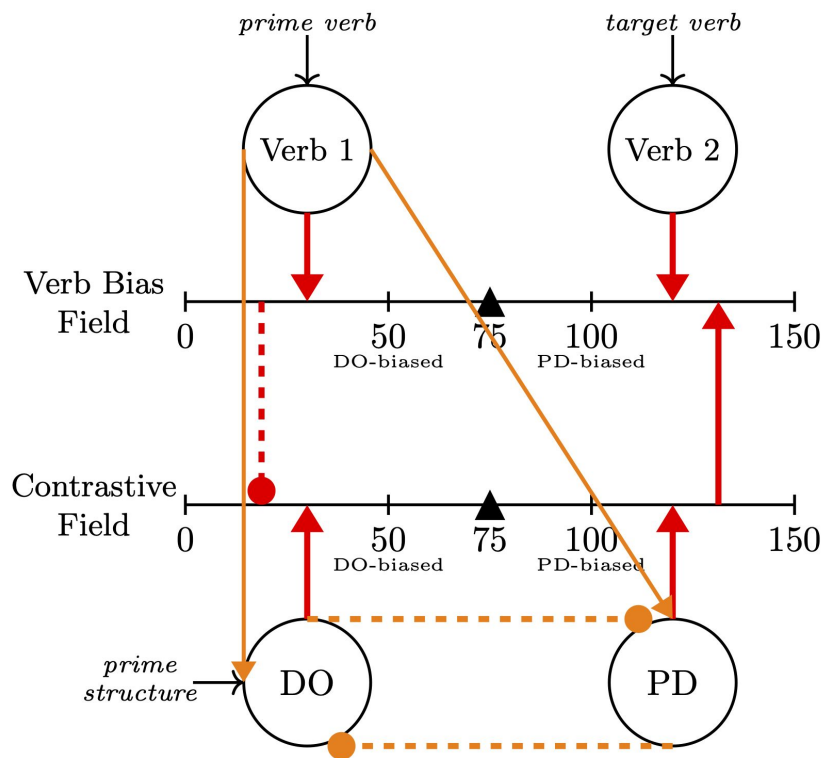 prime verb
target verb
Verb 1
Verb 2
Verb Bias
Field
0
50
75
100
150
DO-biased
PD-biased
Contrastive
Field
0
50
75
100
150
DO-biased
PD-biased
prime
structure
DO
PD